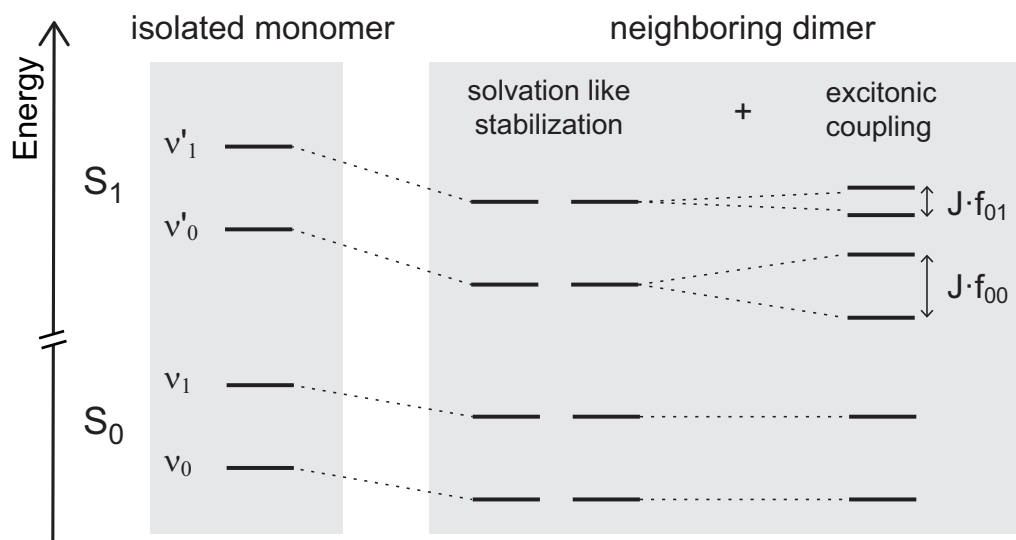 isolated monomer
neighboring dimer
Energy
solvation like
stabilization
+
excitonic
coupling
S₁
ν'₁
ν'₀
J·f₀₁
J·f₀₀
S₀
ν₁
ν₀